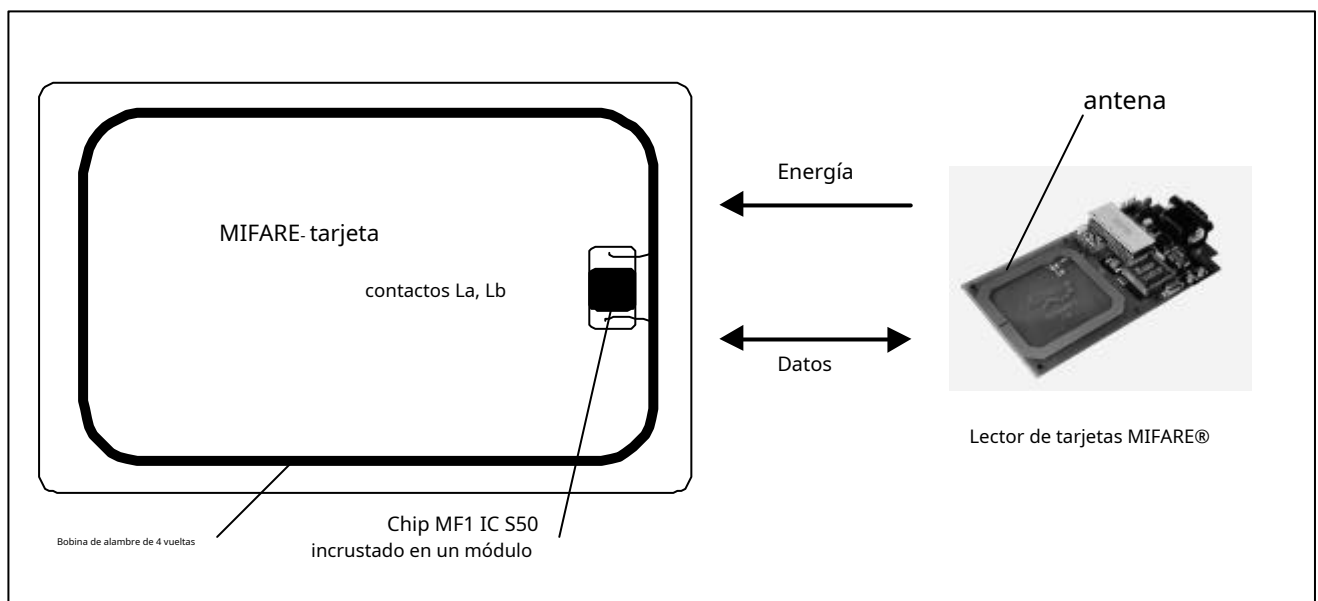 antena
Energía
MIFARE- tarjeta
contactos La, Lb
Datos
Lector de tarjetas MIFARE®
Chip MF1 IC S50
incrustado en un módulo
Bobina de alambre de 4 vueltas